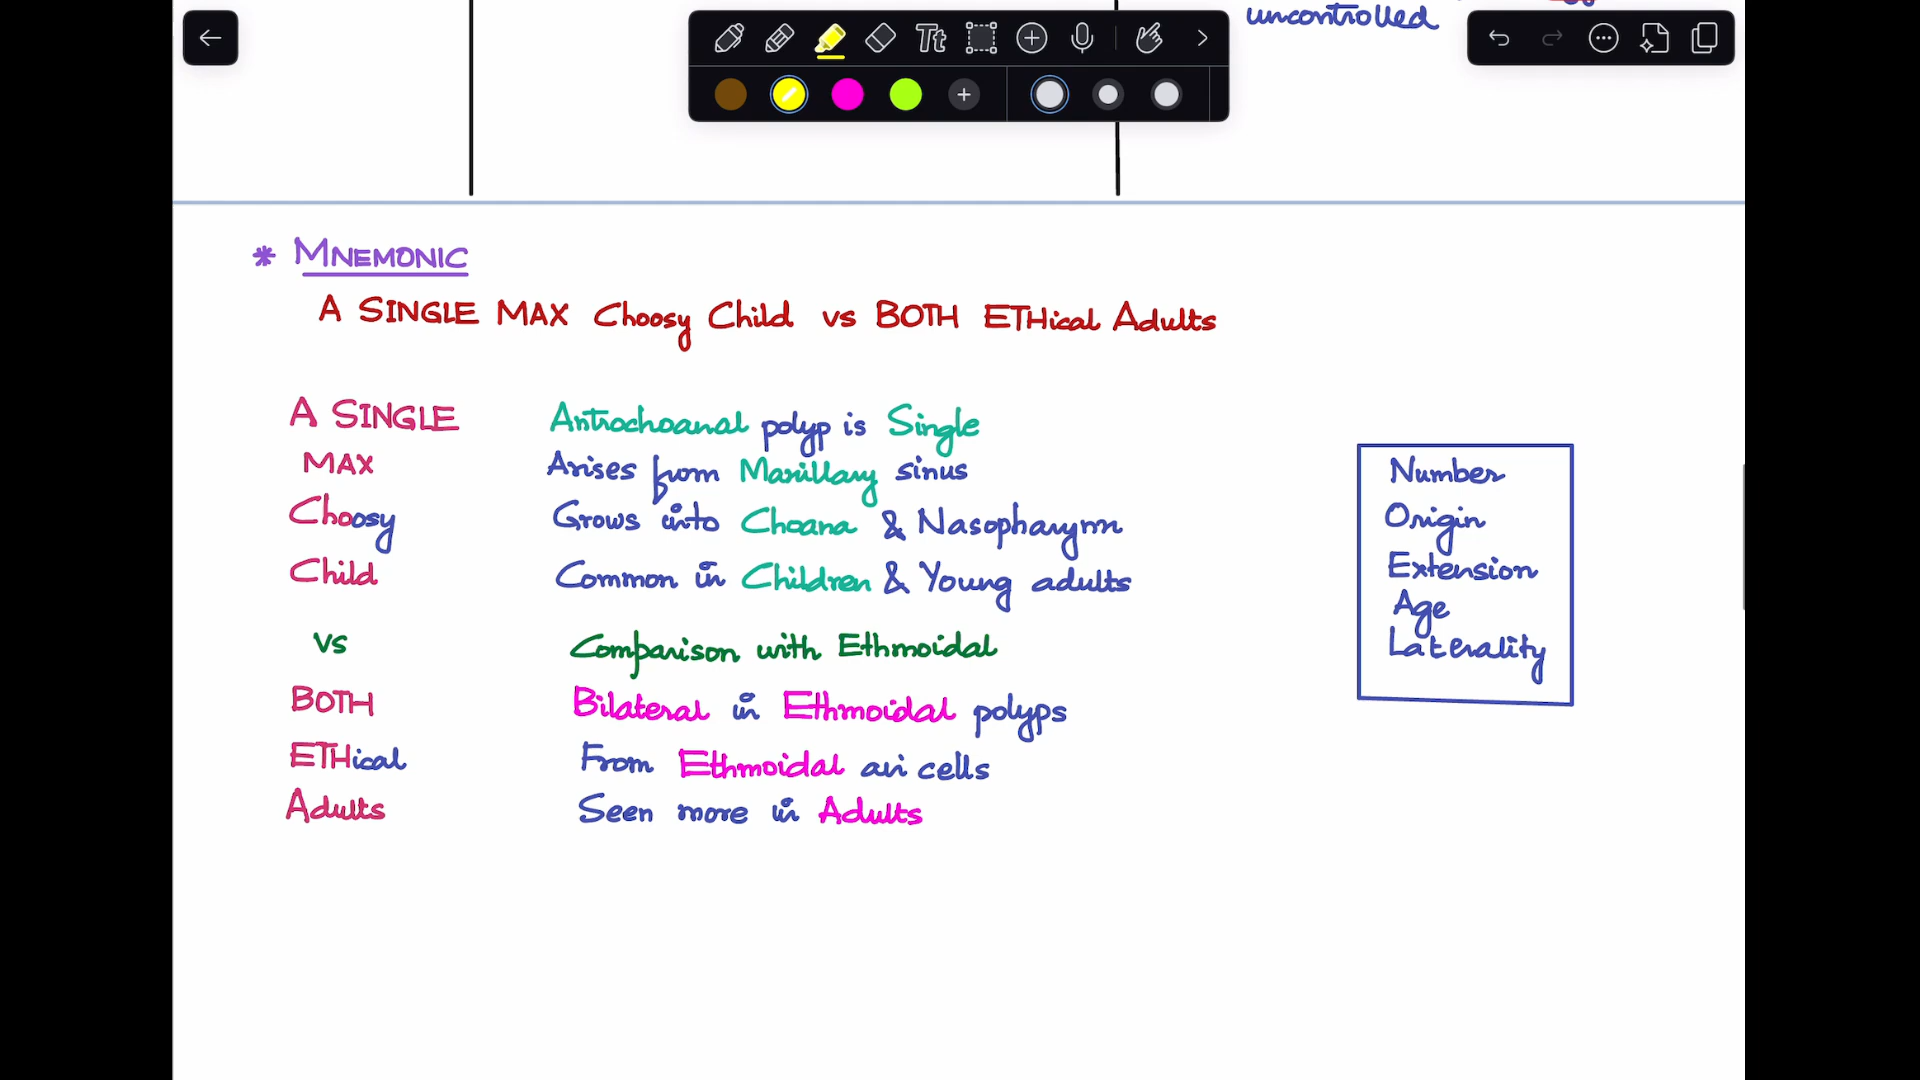 uncontrolled
Tt
* MNEMONIC
A SINGLE MAX Choosy Child vs BOTH ETHical Adults
A SINGLE Antrochoanal polyp is Single
MAX Arises from Maxillary sinus
Choosy Grows into Choana & Nasopharynx
Child Common in Children & Young adults
vs Comparison with Ethmoidal
BOTH Bilateral in Ethmoidal polyps
ETHical From Ethmoidal air cells
Adults Seen more in Adults
Number
Origin
Extension
Age
Laterality